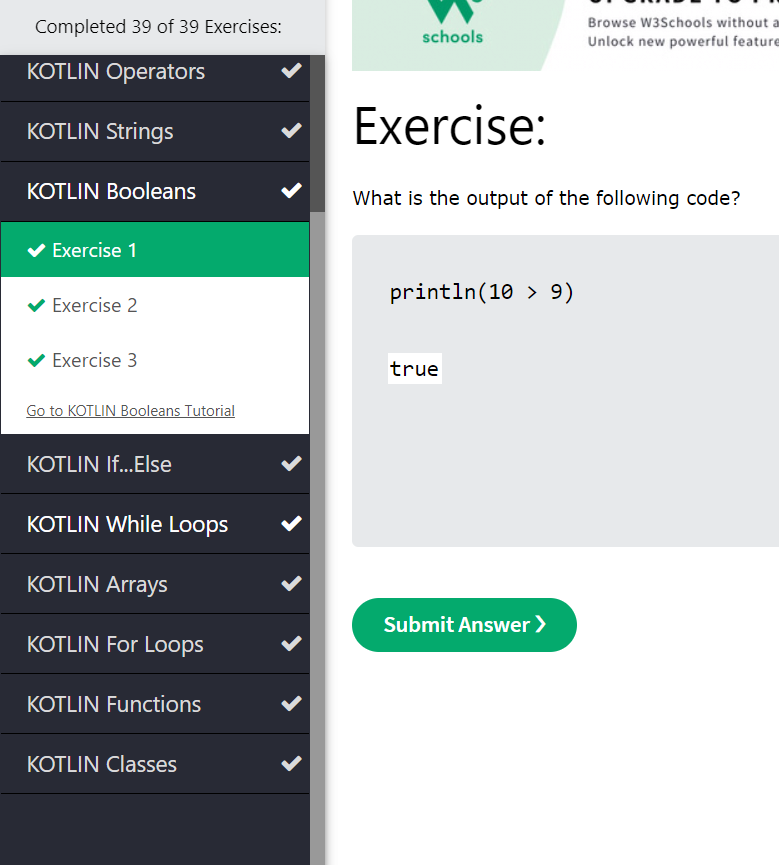 Completed 39 of 39 Exercises:
KOTLIN Operators
KOTLIN Strings
KOTLIN Booleans
Exercise 1
Exercise 2
Exercise 3
Go to KOTLIN Booleans Tutorial
KOTLIN If...Else
KOTLIN While Loops
KOTLIN Arrays
KOTLIN For Loops
KOTLIN Functions
KOTLIN Classes
schools
Browse W3Schools without a
Unlock new powerful feature
Exercise:
What is the output of the following code?
println(10 > 9)
true
Submit Answer ❯